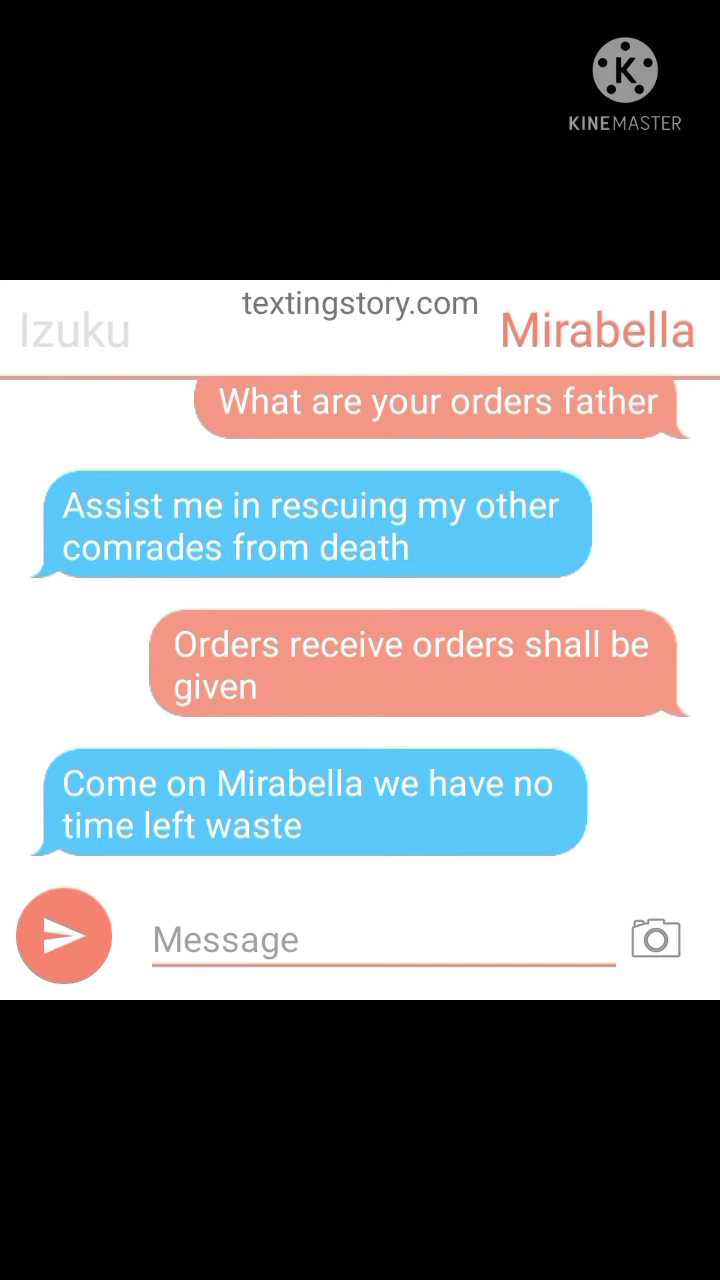 K
KINEMASTER
textingstory.com
Izuku
Mirabella
What are your orders father
Assist me in rescuing my other
comrades from death
Orders receive orders shall be
given
Come on Mirabella we have no
time left waste
Message